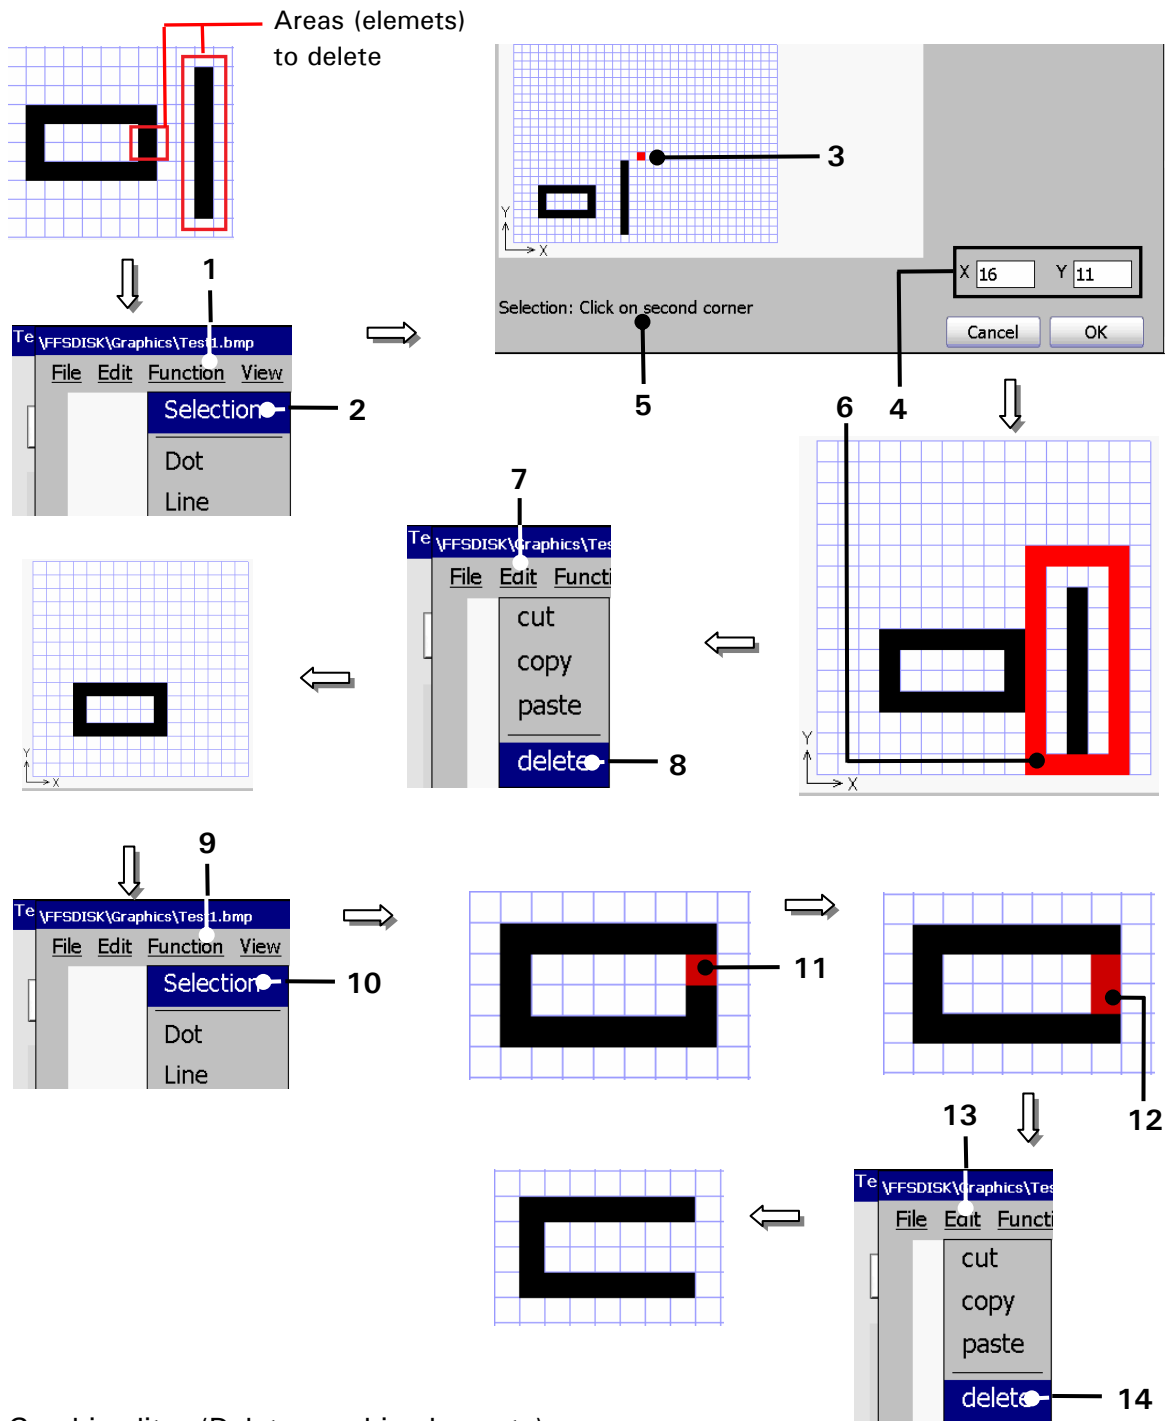 Areas (elemets)
to delete
3
Y
X
X 16 Y 11
Selection: Click on second corner
Cancel OK
1
Te \FFSDISK\Graphics\Test1.bmp
File Edit Function View
Selection
2
Dot
Line
5
6
4
7
Te \FFSDISK\Graphics\Tes
File Edit Functi
cut
copy
paste
delete
8
Y
X
Y
X
9
Te \FFSDISK\Graphics\Test1.bmp
File Edit Function View
Selection
10
Dot
Line
11
12
13
Te \FFSDISK\Graphics\Tes
File Edit Functi
cut
copy
paste
delete
14